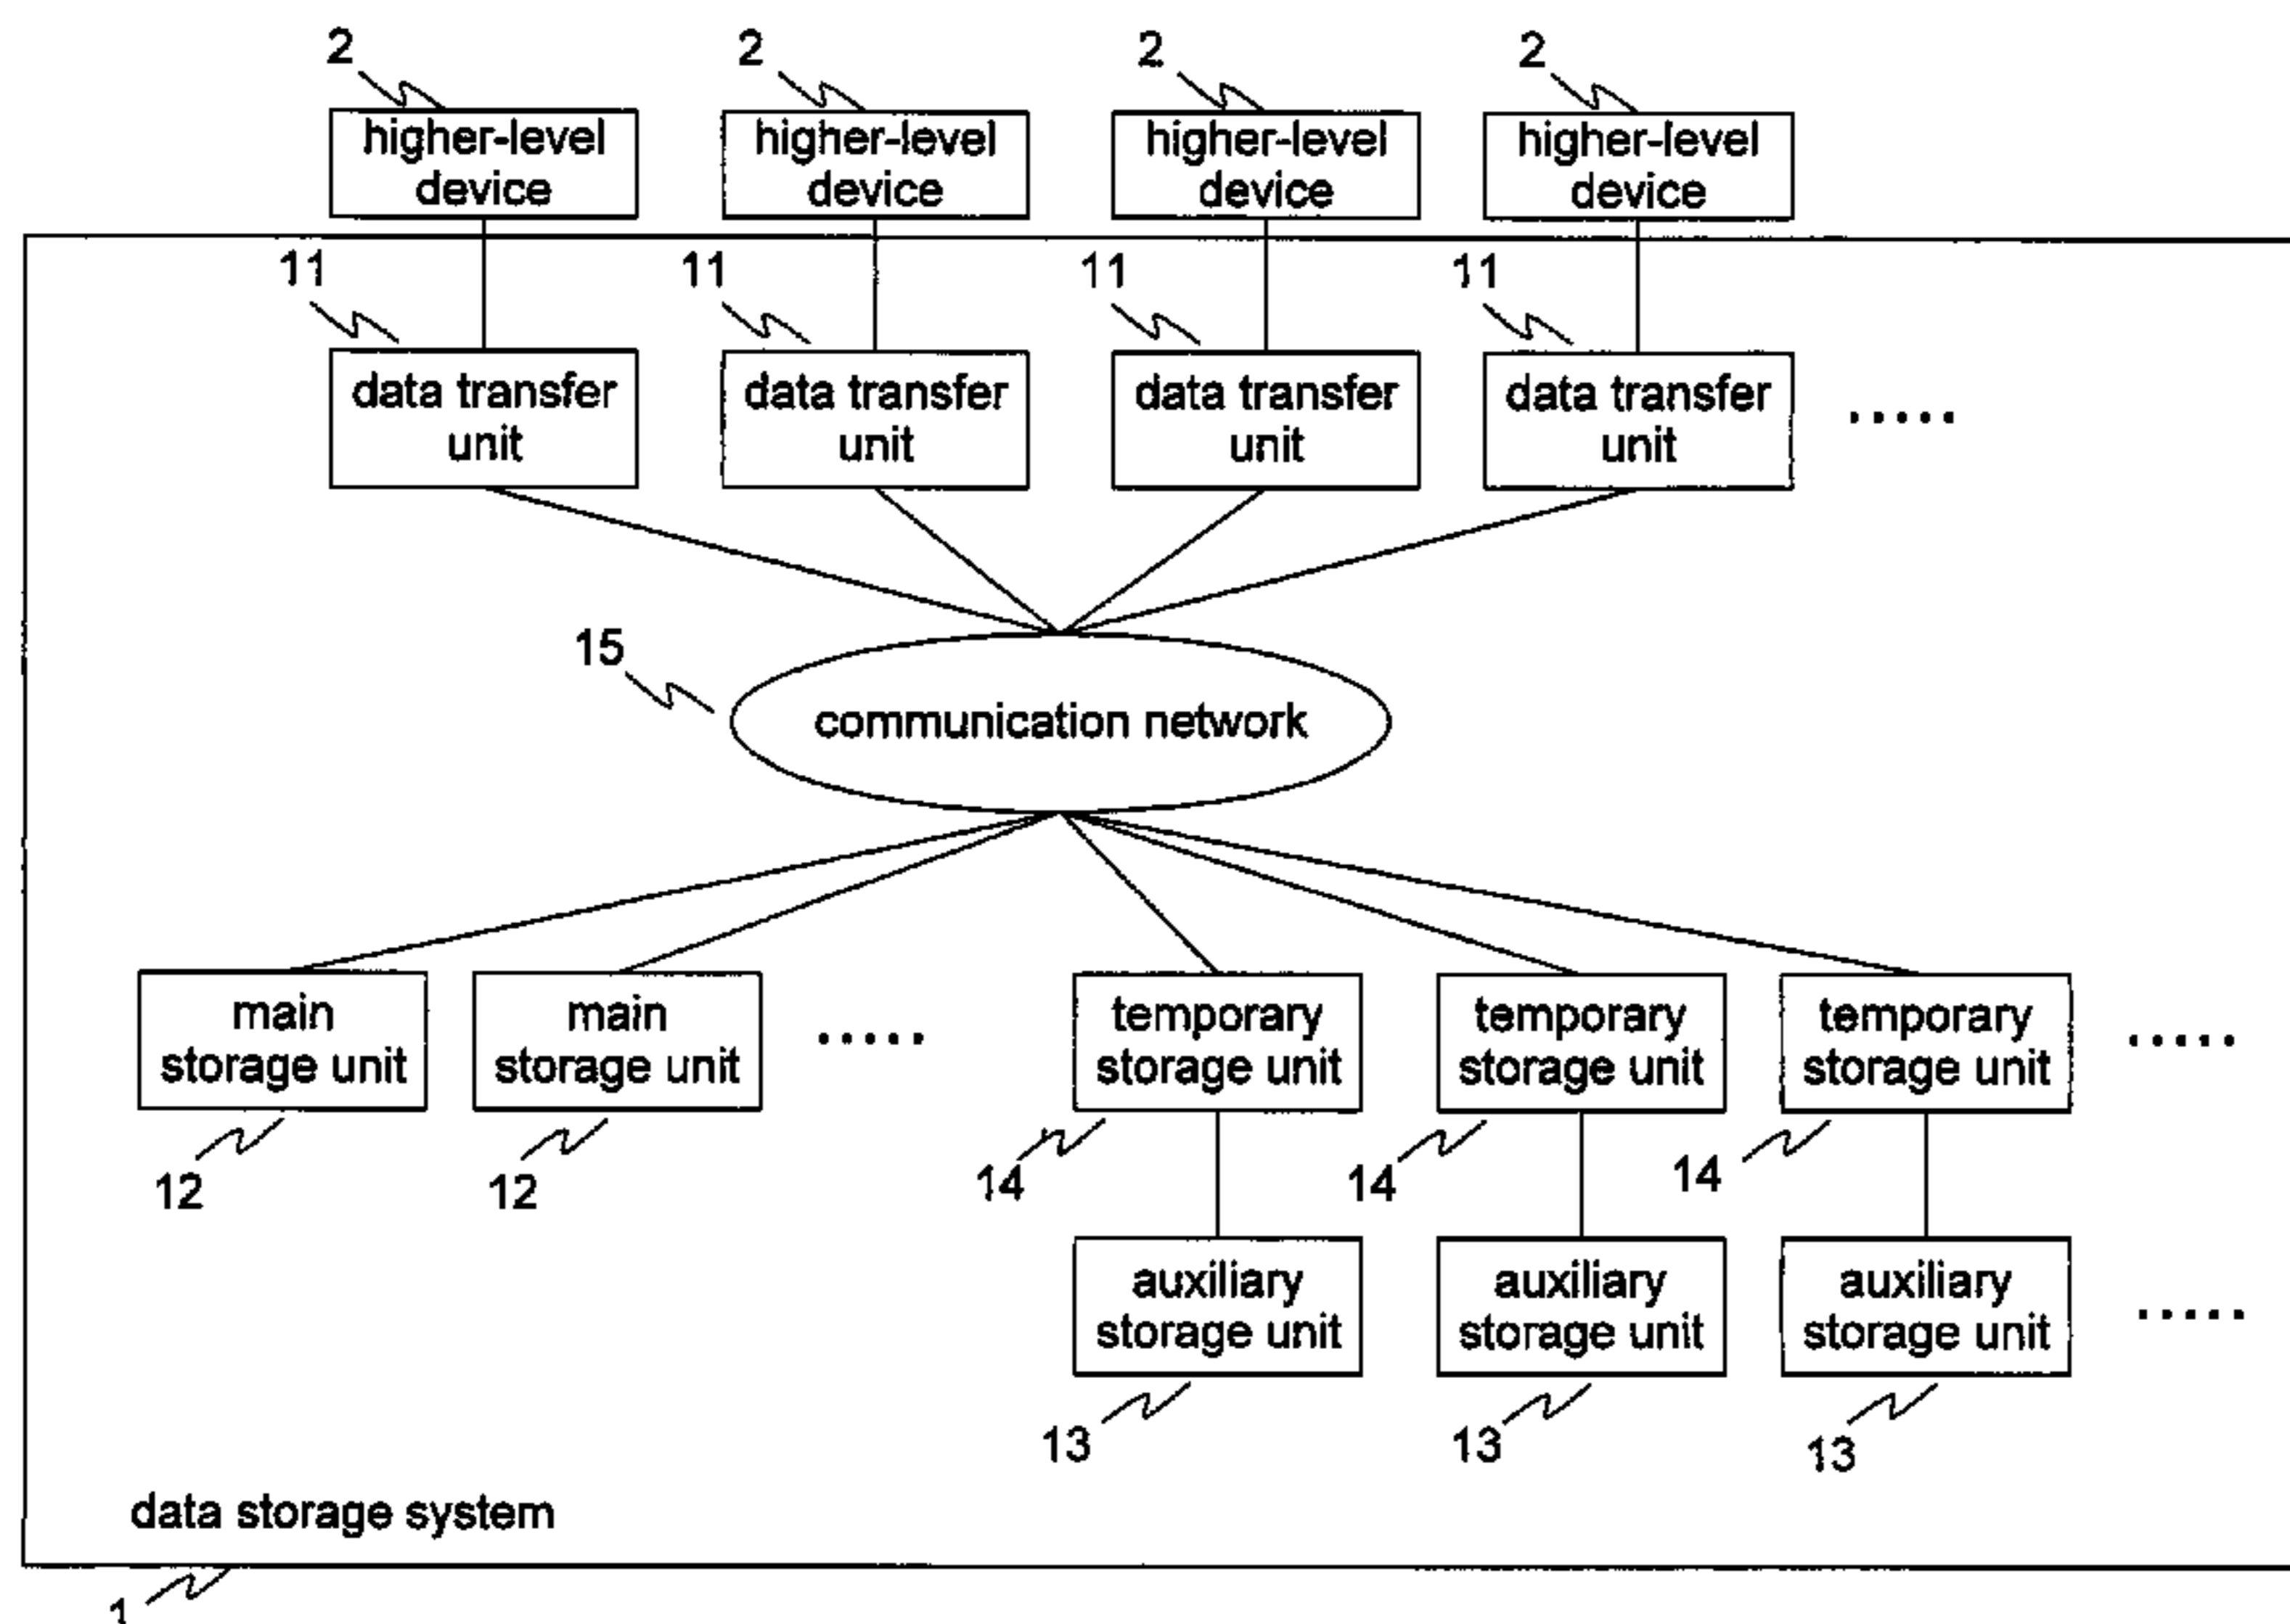 2 2 2 2
higher-level higher-level higher-level higher-level
device device device device
11 11 11 11
data transfer data transfer data transfer data transfer
unit unit unit unit
.....
15
communication network
main main temporary temporary temporary
storage unit storage unit ..... storage unit storage unit storage unit .....
12 12 14 14 14
auxiliary auxiliary auxiliary
storage unit storage unit storage unit .....
13 13 13
data storage system
1